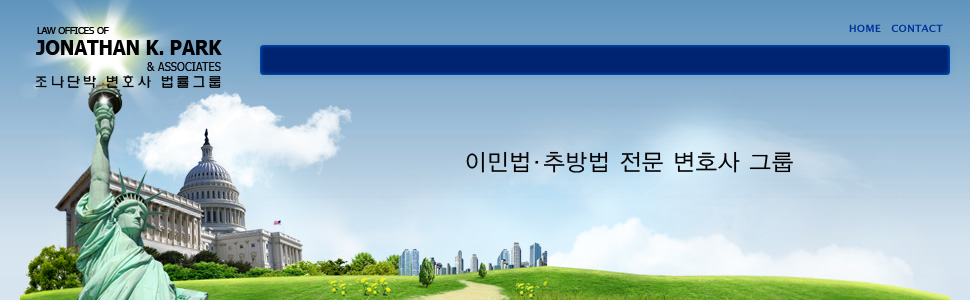 LAW OFFICES OF
JONATHAN K. PARK
& ASSOCIATES
조나단박 변호사 법률그룹
HOME CONTACT
이민법·추방법 전문 변호사 그룹